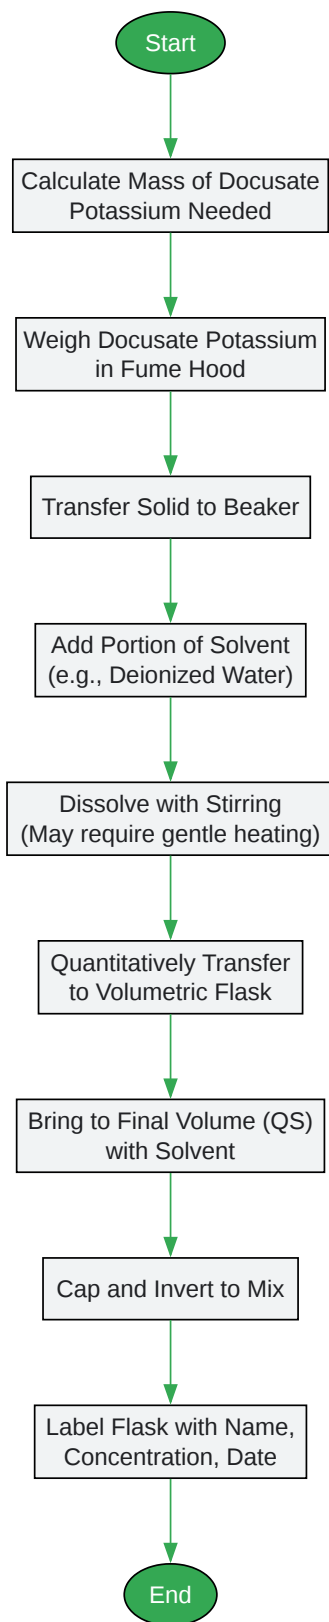 Start
Calculate Mass of Docusate
Potassium Needed
Weigh Docusate Potassium
in Fume Hood
Transfer Solid to Beaker
Add Portion of Solvent
(e.g., Deionized Water)
Dissolve with Stirring
(May require gentle heating)
Quantitatively Transfer
to Volumetric Flask
Bring to Final Volume (QS)
with Solvent
Cap and Invert to Mix
Label Flask with Name,
Concentration, Date
End